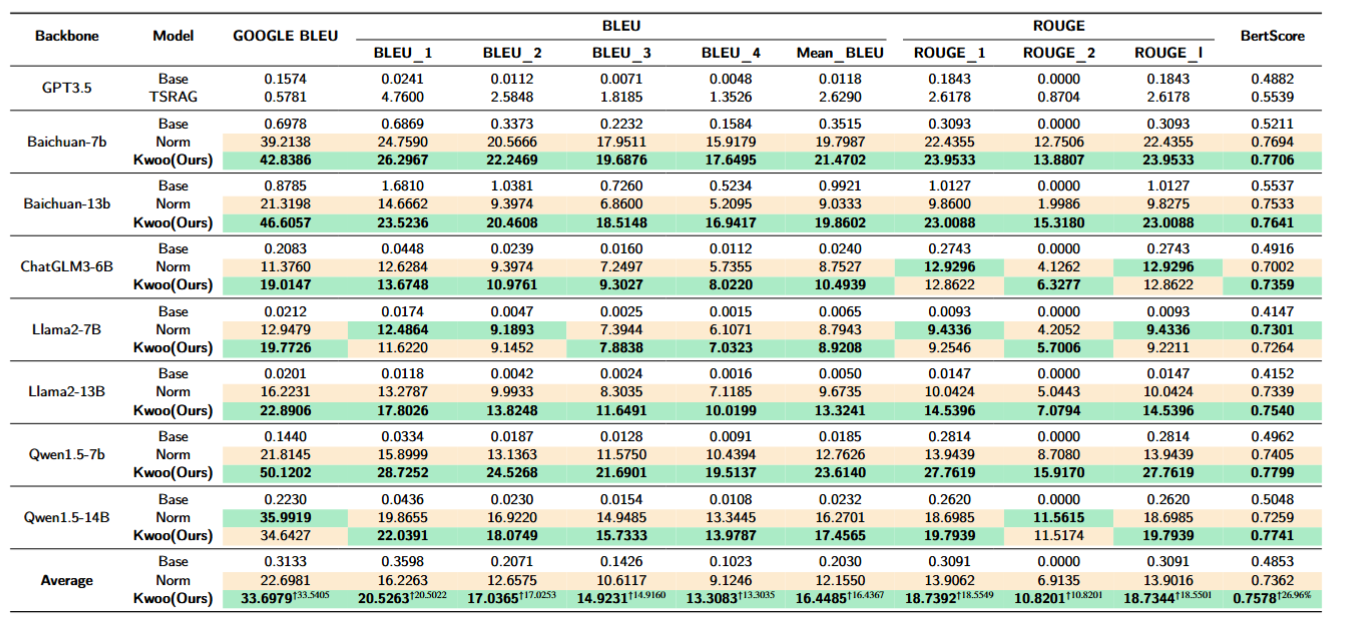 Backbone Model GOOGLE BLEU BLEU ROUGE BertScore
BLEU_1 BLEU_2 BLEU_3 BLEU_4 Mean_BLEU ROUGE_1 ROUGE_2 ROUGE_l
GPT3.5 Base 0.1574 0.0241 0.0112 0.0071 0.0048 0.0118 0.1843 0.0000 0.1843 0.4882
TSRAG 0.5781 4.7600 2.5848 1.8185 1.3526 2.6290 2.6178 0.8704 2.6178 0.5539
Baichuan-7b Base 0.6978 0.6869 0.3373 0.2232 0.1584 0.3515 0.3093 0.0000 0.3093 0.5211
Norm 39.2138 24.7590 20.5666 17.9511 15.9179 19.7987 22.4355 12.7506 22.4355 0.7694
Kwoo(Ours) 42.8386 26.2967 22.2469 19.6876 17.6495 21.4702 23.9533 13.8807 23.9533 0.7706
Baichuan-13b Base 0.8785 1.6810 1.0381 0.7260 0.5234 0.9921 1.0127 0.0000 1.0127 0.5537
Norm 21.3198 14.6662 9.3974 6.8600 5.2095 9.0333 9.8600 1.9986 9.8275 0.7533
Kwoo(Ours) 46.6057 23.5236 20.4608 18.5148 16.9417 19.8602 23.0088 15.3180 23.0088 0.7641
ChatGLM3-6B Base 0.2083 0.0448 0.0239 0.0160 0.0112 0.0240 0.2743 0.0000 0.2743 0.4916
Norm 11.3760 12.6284 9.3974 7.2497 5.7355 8.7527 12.9296 4.1262 12.9296 0.7002
Kwoo(Ours) 19.0147 13.6748 10.9761 9.3027 8.0220 10.4939 12.8622 6.3277 12.8622 0.7359
Llama2-7B Base 0.0212 0.0174 0.0047 0.0025 0.0015 0.0065 0.0093 0.0000 0.0093 0.4147
Norm 12.9479 12.4864 9.1893 7.3944 6.1071 8.7943 9.4336 4.2052 9.4336 0.7301
Kwoo(Ours) 19.7726 11.6220 9.1452 7.8838 7.0323 8.9208 9.2546 5.7006 9.2211 0.7264
Llama2-13B Base 0.0201 0.0118 0.0042 0.0024 0.0016 0.0050 0.0147 0.0000 0.0147 0.4152
Norm 16.2231 13.2787 9.9933 8.3035 7.1185 9.6735 10.0424 5.0443 10.0424 0.7339
Kwoo(Ours) 22.8906 17.8026 13.8248 11.6491 10.0199 13.3241 14.5396 7.0794 14.5396 0.7540
Qwen1.5-7b Base 0.1440 0.0334 0.0187 0.0128 0.0091 0.0185 0.2814 0.0000 0.2814 0.4962
Norm 21.8145 15.8999 13.1363 11.5750 10.4394 12.7626 13.9439 8.7080 13.9439 0.7405
Kwoo(Ours) 50.1202 28.7252 24.5268 21.6901 19.5137 23.6140 27.7619 15.9170 27.7619 0.7799
Qwen1.5-14B Base 0.2230 0.0436 0.0230 0.0154 0.0108 0.0232 0.2620 0.0000 0.2620 0.5048
Norm 35.9919 19.8655 16.9220 14.9485 13.3445 16.2701 18.6985 11.5615 18.6985 0.7259
Kwoo(Ours) 34.6427 22.0391 18.0749 15.7333 13.9787 17.4565 19.7939 11.5174 19.7939 0.7741
Average Base 0.3133 0.3598 0.2071 0.1426 0.1023 0.2030 0.3091 0.0000 0.3091 0.4853
Norm 22.6981 16.2263 12.6575 10.6117 9.1246 12.1550 13.9062 6.9135 13.9016 0.7362
Kwoo(Ours) 33.6979↑33.5405 20.5263↑20.5022 17.0365↑17.0253 14.9231↑14.9160 13.3083↑13.3035 16.4485↑16.4367 18.7392↑18.5549 10.8201↑10.8201 18.7344↑18.5501 0.7578↑26.96%